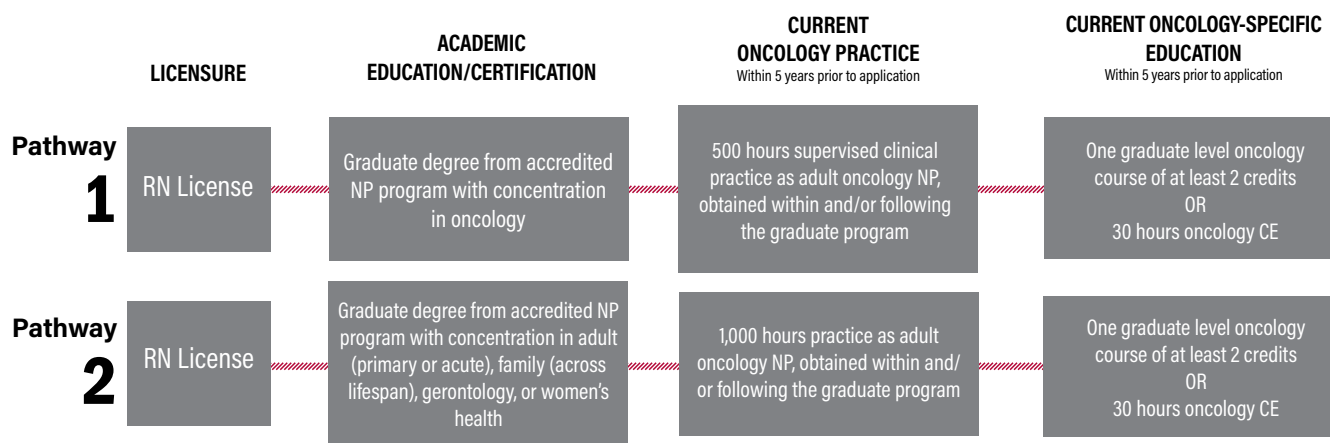 LICENSURE
ACADEMIC
EDUCATION/CERTIFICATION
CURRENT
ONCOLOGY PRACTICE
Within 5 years prior to application
CURRENT ONCOLOGY-SPECIFIC
EDUCATION
Within 5 years prior to application
Pathway
1
RN License
Graduate degree from accredited
NP program with concentration
in oncology
500 hours supervised clinical
practice as adult oncology NP,
obtained within and/or following
the graduate program
One graduate level oncology
course of at least 2 credits
OR
30 hours oncology CE
Pathway
2
RN License
Graduate degree from accredited NP
program with concentration in adult
(primary or acute), family (across
lifespan), gerontology, or women's
health
1,000 hours practice as adult
oncology NP, obtained within and/
or following the graduate program
One graduate level oncology
course of at least 2 credits
OR
30 hours oncology CE